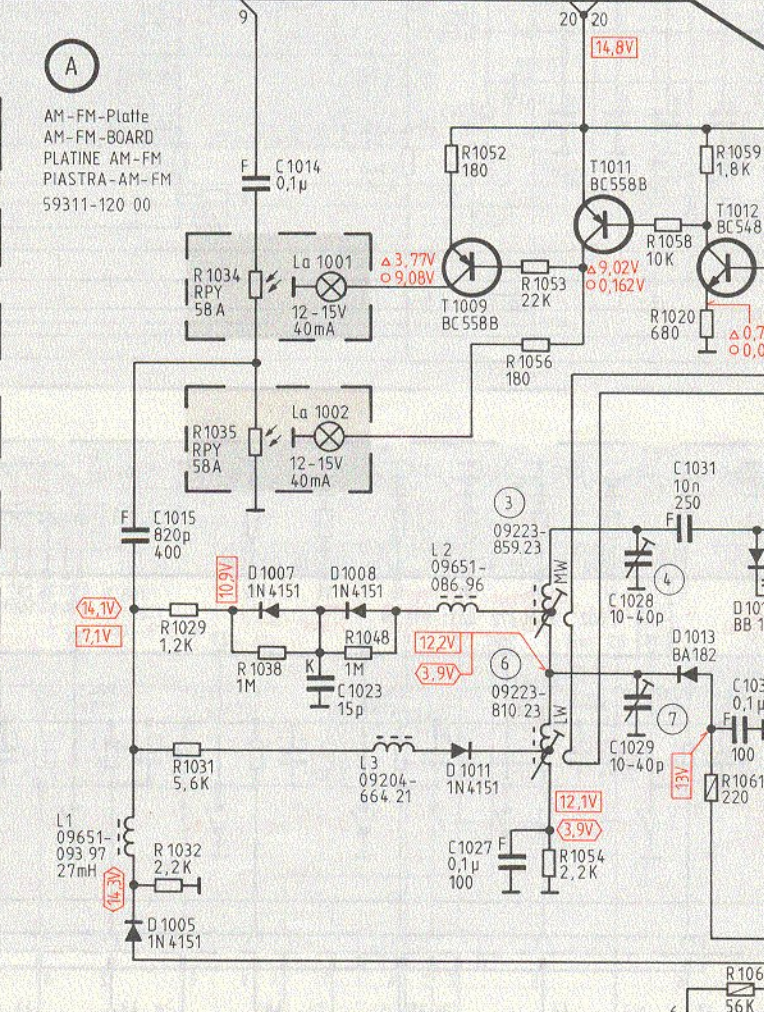 9
20
20
14,8V
A
AM-FM-Platte
AM-FM-BOARD
PLATINE AM-FM
PIASTRA-AM-FM
59311-120 00
F
C1014
0,1µ
R1052
180
T1011
BC558B
R1059
1,8K
T1012
BC548
R1058
10K
R1034
RPY
58A
La 1001
12-15V
40mA
3,77V
9,08V
T1009
BC558B
R1053
22K
9,02V
0,162V
R1020
680
R1056
180
R1035
RPY
58A
La 1002
12-15V
40mA
F
C1015
820p
400
3
09223-
859.23
C1031
10n
250
F
MW
4
C1028
10-40p
10,9V
D1007
1N4151
D1008
1N4151
L2
09651-
086.96
14,1V
7,1V
R1029
1,2K
R1038
1M
K
R1048
1M
C1023
15p
12,2V
3,9V
6
09223-
810.23
LW
D1013
BA182
7
C1029
10-40p
F
0,1µ
100
13V
R1061
220
R1031
5,6K
L3
09204-
664.21
D1011
1N4151
12,1V
3,9V
C1027
0,1µ
100
F
R1054
2,2K
L1
09651-
093.97
27mH
R1032
2,2K
14,3V
D1005
1N4151
56K